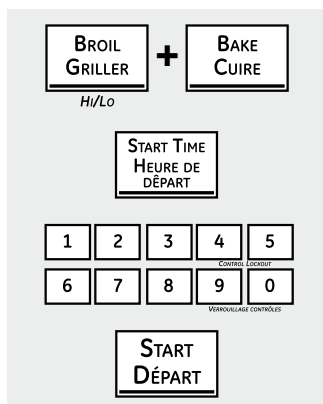 BROIL + BAKE
GRILLER CUIRE
HI/LO
START TIME
HEURE DE
DÊPART
1 2 3 4 5
CONTROL LOCKOUT
6 7 8 9 0
VERROUILLAGE CONTRÔLES
START
DÉPART